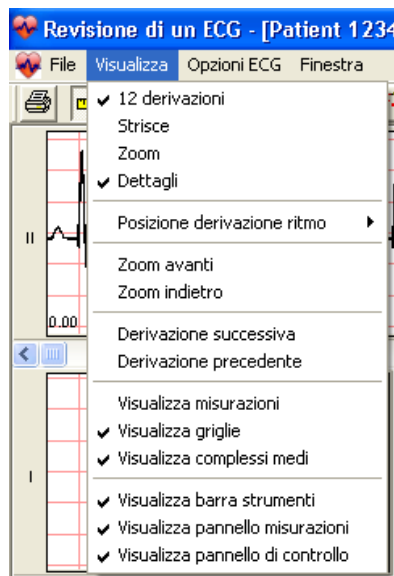 Revisione di un ECG - [Patient 1234
File Visualizza Opzioni ECG Finestra
12 derivazioni
Strisce
Zoom
Dettagli
Posizione derivazione ritmo
Zoom avanti
Zoom indietro
Derivazione successiva
Derivazione precedente
Visualizza misurazioni
Visualizza griglie
Visualizza complessi medi
Visualizza barra strumenti
Visualizza pannello misurazioni
Visualizza pannello di controllo
II
0.00
I